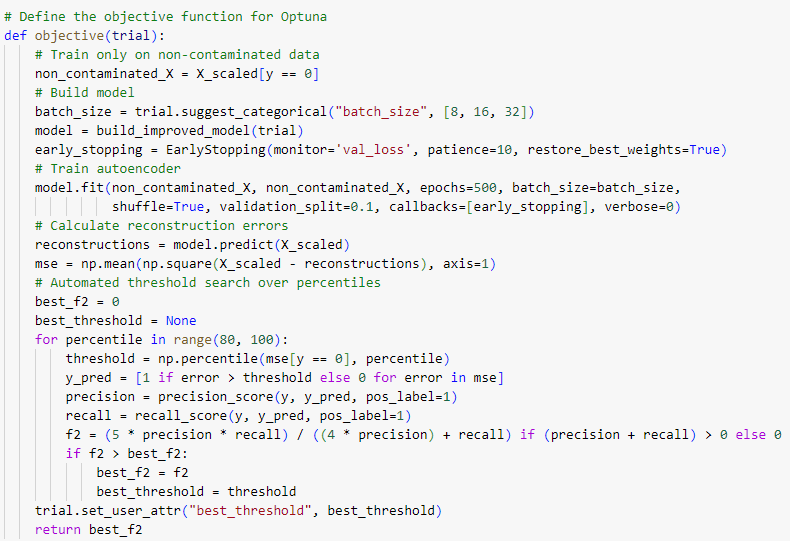 # Define the objective function for Optuna
def objective(trial):
    # Train only on non-contaminated data
    non_contaminated_X = X_scaled[y == 0]
    # Build model
    batch_size = trial.suggest_categorical("batch_size", [8, 16, 32])
    model = build_improved_model(trial)
    early_stopping = EarlyStopping(monitor='val_loss', patience=10, restore_best_weights=True)
    # Train autoencoder
    model.fit(non_contaminated_X, non_contaminated_X, epochs=500, batch_size=batch_size,
              shuffle=True, validation_split=0.1, callbacks=[early_stopping], verbose=0)
    # Calculate reconstruction errors
    reconstructions = model.predict(X_scaled)
    mse = np.mean(np.square(X_scaled - reconstructions), axis=1)
    # Automated threshold search over percentiles
    best_f2 = 0
    best_threshold = None
    for percentile in range(80, 100):
        threshold = np.percentile(mse[y == 0], percentile)
        y_pred = [1 if error > threshold else 0 for error in mse]
        precision = precision_score(y, y_pred, pos_label=1)
        recall = recall_score(y, y_pred, pos_label=1)
        f2 = (5 * precision * recall) / ((4 * precision) + recall) if (precision + recall) > 0 else 0
        if f2 > best_f2:
            best_f2 = f2
            best_threshold = threshold
    trial.set_user_attr("best_threshold", best_threshold)
    return best_f2